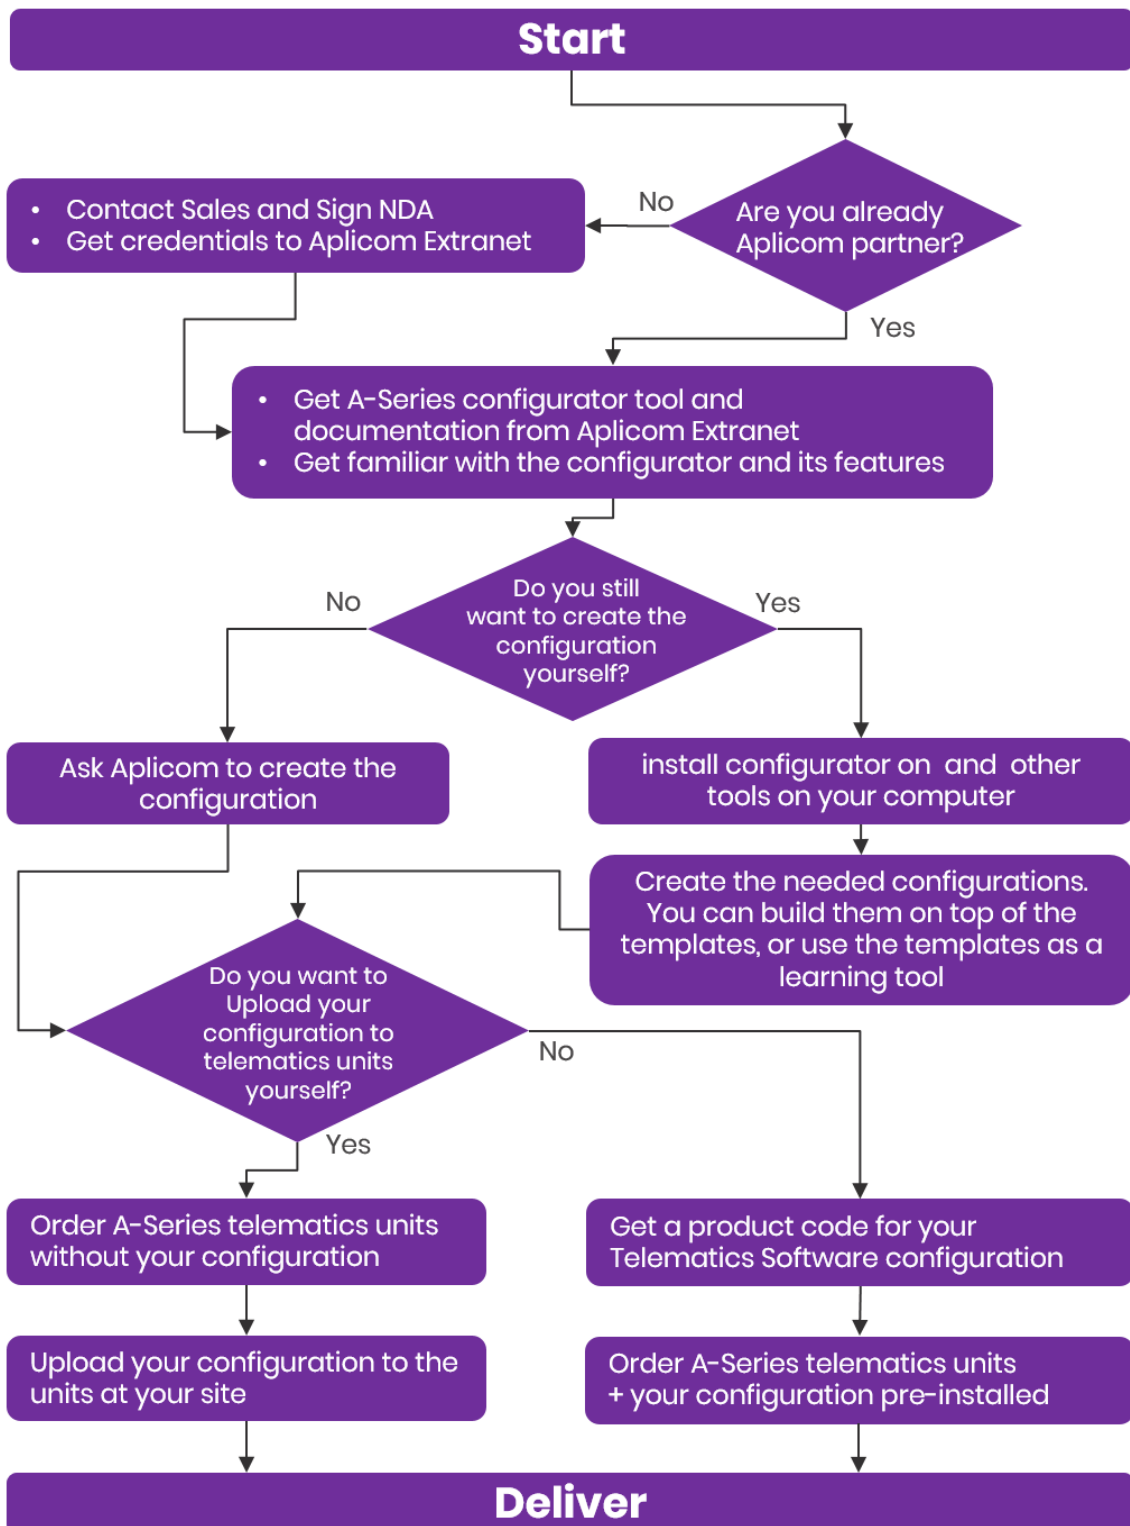 Start
Are you already
Aplicom partner?
No
• Contact Sales and Sign NDA
• Get credentials to Aplicom Extranet
Yes
• Get A-Series configurator tool and
documentation from Aplicom Extranet
• Get familiar with the configurator and its features
Do you still
want to create the
configuration
yourself?
No
Yes
Ask Aplicom to create the
configuration
install configurator on and other
tools on your computer
Create the needed configurations.
You can build them on top of the
templates, or use the templates as a
learning tool
Do you want to
Upload your
configuration to
telematics units
yourself?
No
Yes
Order A-Series telematics units
without your configuration
Get a product code for your
Telematics Software configuration
Upload your configuration to the
units at your site
Order A-Series telematics units
+ your configuration pre-installed
Deliver